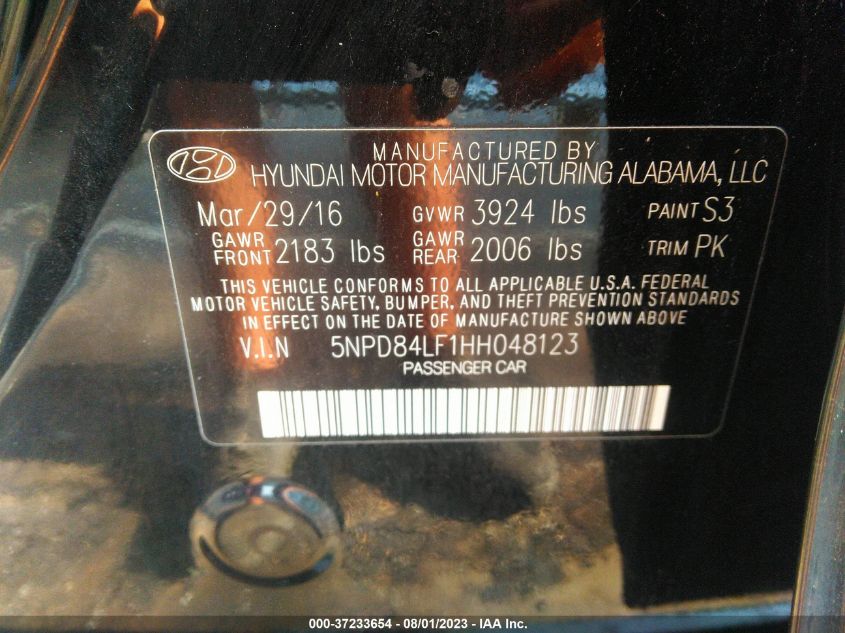 MANUFACTURED BY
HYUNDAI MOTOR MANUFACTURING ALABAMA, LLC
Mar/29/16 GVWR 3924 lbs PAINT S3
GAWR FRONT 2183 lbs GAWR REAR 2006 lbs TRIM PK
THIS VEHICLE CONFORMS TO ALL APPLICABLE U.S.A. FEDERAL
MOTOR VEHICLE SAFETY, BUMPER, AND THEFT PREVENTION STANDARDS
IN EFFECT ON THE DATE OF MANUFACTURE SHOWN ABOVE
V.I.N 5NPD84LF1HH048123
PASSENGER CAR
000-37233654 - 08/01/2023 - IAA Inc.